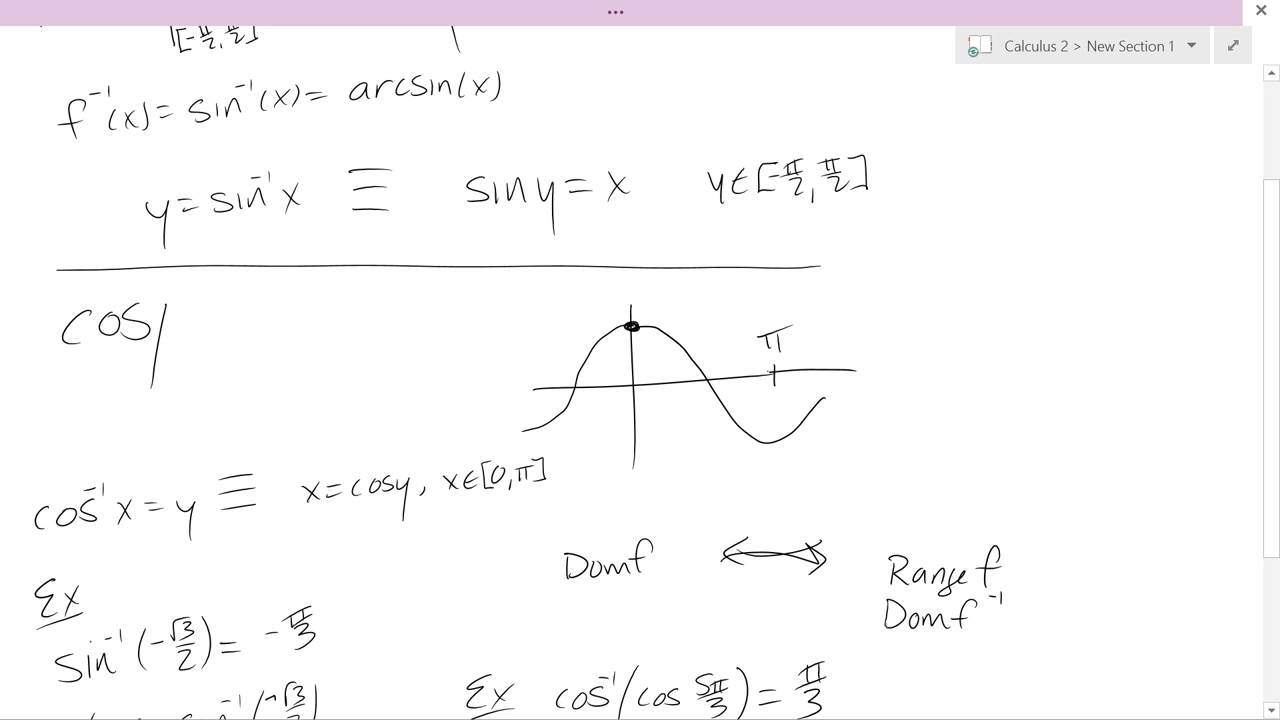 Calculus 2 > New Section 1
[-π/2, π/2]
f⁻¹(x) = sin⁻¹(x) = arcsin(x)
y = sin⁻¹x ≡ sin y = x y∈[-π/2, π/2]
cos
π
cos⁻¹x = y ≡ x = cos y, x∈[0, π]
Dom f ↔ Range f
Dom f⁻¹
Ex
sin⁻¹(-√3/2) = -π/3
Ex cos⁻¹(cos 5π/3) = π/3